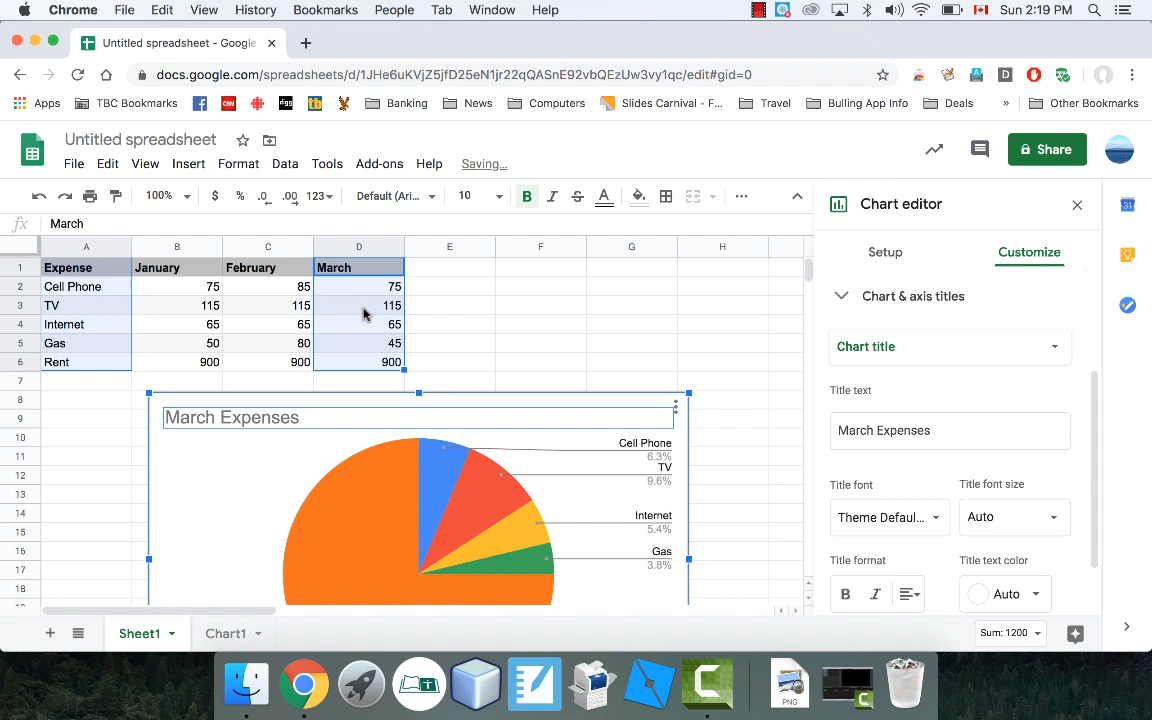 Chrome File Edit View History Bookmarks People Tab Window Help Sun 2:19 PM
Untitled spreadsheet - Google
docs.google.com/spreadsheets/d/1JHe6uKVjZ5jfD25eN1jr22qQASnE92vbQEzUw3vy1qc/edit#gid=0
Apps TBC Bookmarks CNN digg tb Banking News Computers Slides Carnival - F... Travel Bulling App Info Deals » Other Bookmarks
Untitled spreadsheet
File Edit View Insert Format Data Tools Add-ons Help Saving...
Share
100% $ % .0 .00 123 Default (Ari... 10 B I S A
fx March
A B C D E F G H
1 Expense January February March
2 Cell Phone 75 85 75
3 TV 115 115 115
4 Internet 65 65 65
5 Gas 50 80 45
6 Rent 900 900 900
7
8
9
10
11
12
13
14
15
16
17
18
March Expenses
Cell Phone
6.3%
TV
9.6%
Internet
5.4%
Gas
3.8%
Chart editor
Setup Customize
Chart & axis titles
Chart title
Title text
March Expenses
Title font Title font size
Theme Defaul... Auto
Title format Title text color
B I Auto
31
Sheet1 Chart1 Sum: 1200
PNG